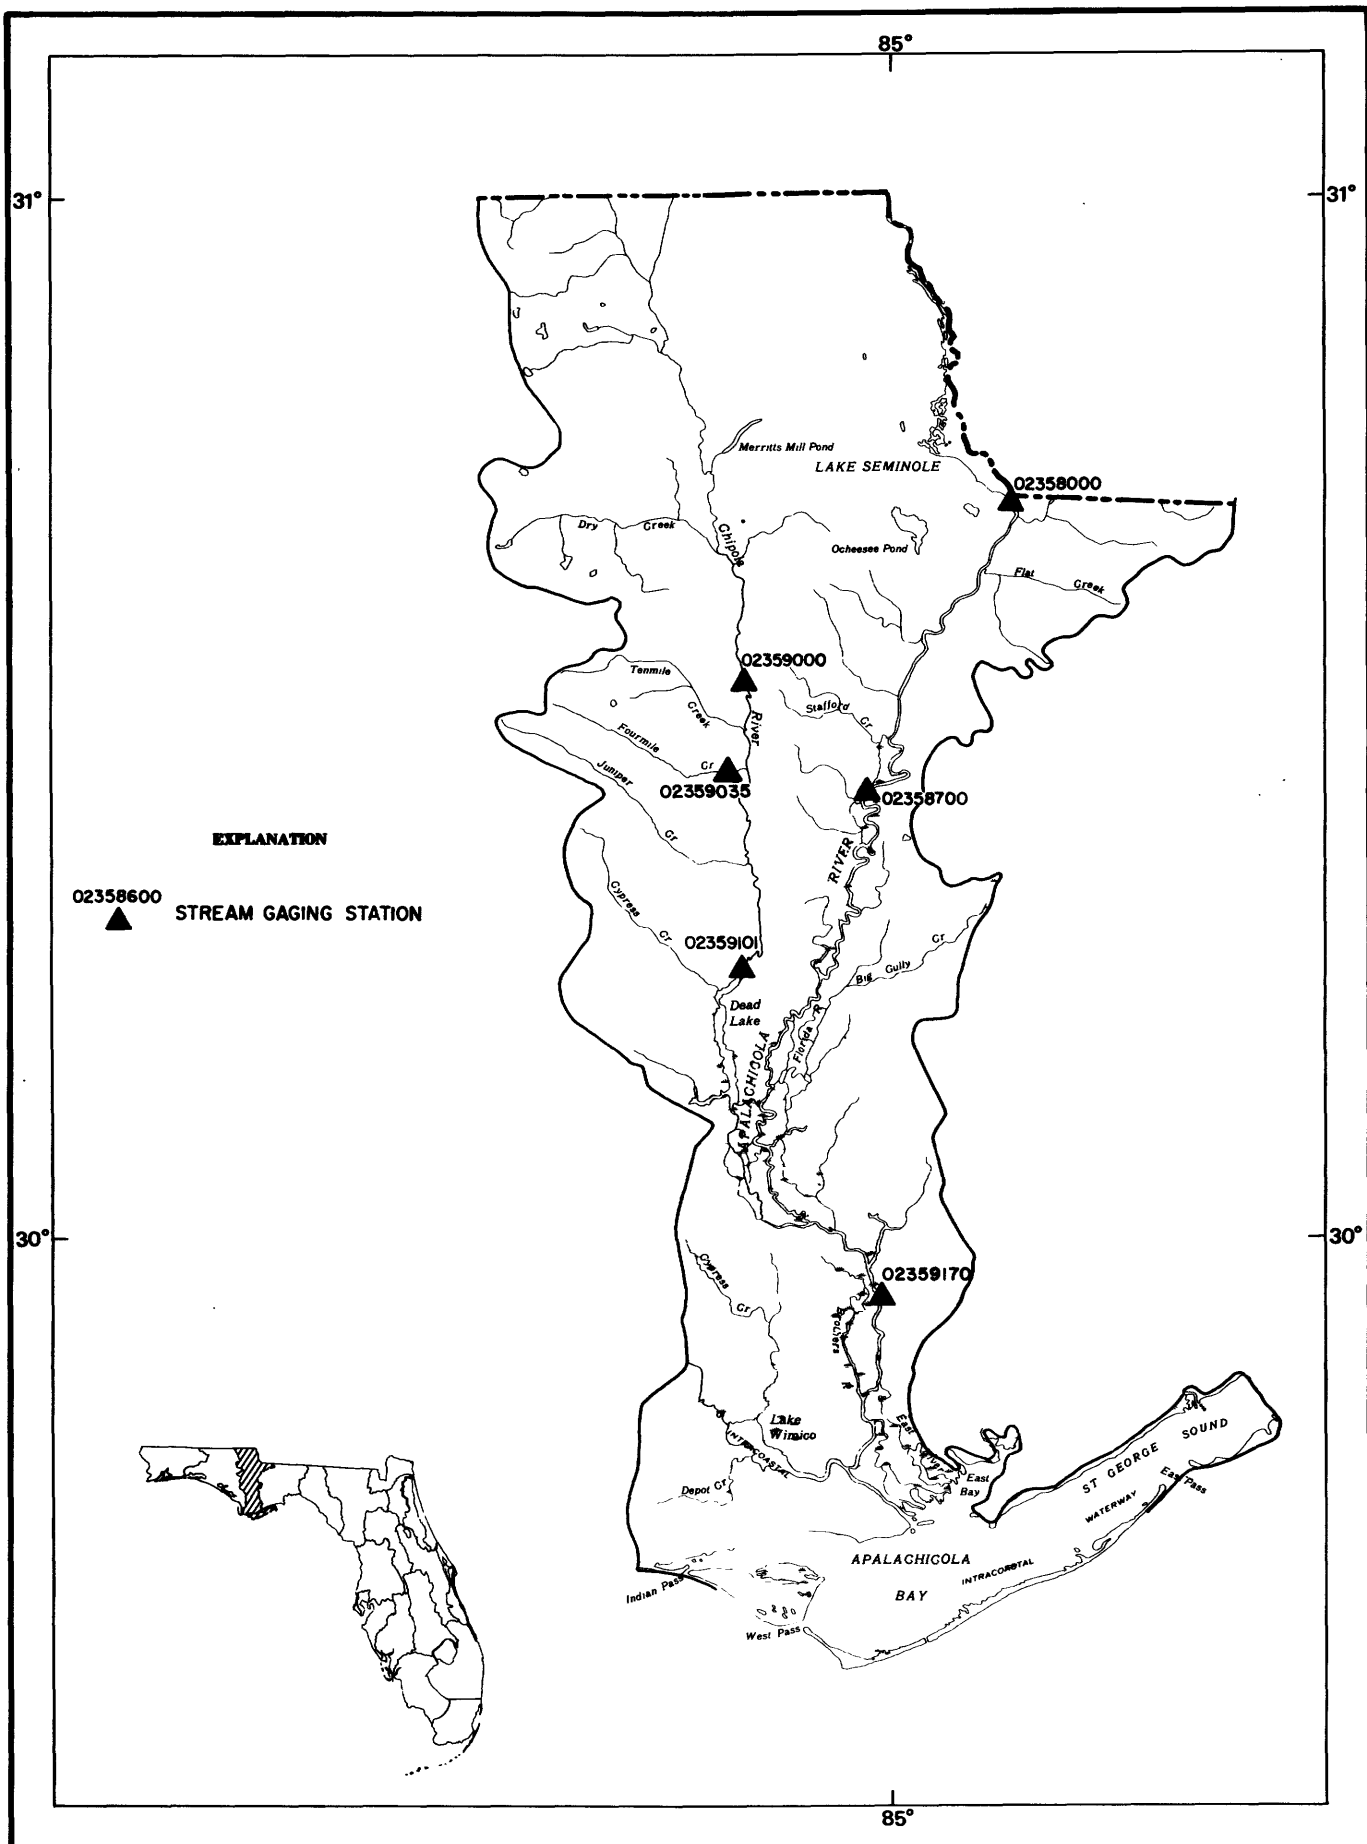 85°
31°
31°
Merritts Mill Pond
LAKE SEMINOLE
02358000
Dry Creek
Chipola
Ocheesee Pond
Flat Creek
02359000
Tenmile
Creek
River
Stafford Cr
Fourmile
Cr
Juniper
Cr
02359035
02358700
EXPLANATION
RIVER
02358600
STREAM GAGING STATION
Cypress
Cr
02359101
Big Gully Cr
Dead
Lake
Florida R
APALACHICOLA
30°
30°
Cypress
Cr
02359170
Brothers
R
Lake
Wimico
East River
INTRACOASTAL
East
Bay
ST GEORGE SOUND
East Pass
Depot Cr
WATERWAY
APALACHICOLA
BAY
INTRACOASTAL
Indian Pass
West Pass
85°